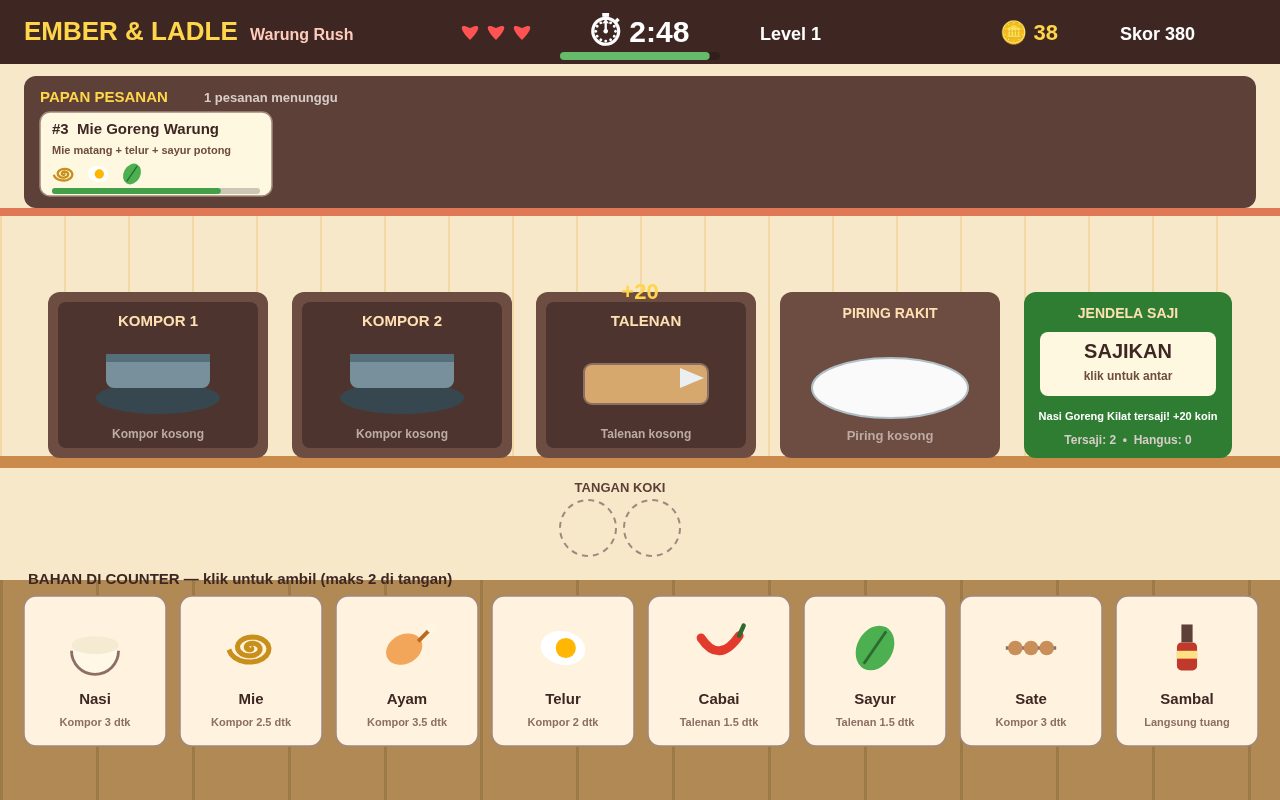 EMBER & LADLE Warung Rush 2:48 Level 1 38 Skor 380
PAPAN PESANAN 1 pesanan menunggu
#3 Mie Goreng Warung
Mie matang + telur + sayur potong
+20
KOMPOR 1
Kompor kosong
KOMPOR 2
Kompor kosong
TALENAN
Talenan kosong
PIRING RAKIT
Piring kosong
JENDELA SAJI
SAJIKAN
klik untuk antar
Nasi Goreng Kilat tersaji! +20 koin
Tersaji: 2 • Hangus: 0
TANGAN KOKI
BAHAN DI COUNTER — klik untuk ambil (maks 2 di tangan)
Nasi
Kompor 3 dtk
Mie
Kompor 2.5 dtk
Ayam
Kompor 3.5 dtk
Telur
Kompor 2 dtk
Cabai
Talenan 1.5 dtk
Sayur
Talenan 1.5 dtk
Sate
Kompor 3 dtk
Sambal
Langsung tuang